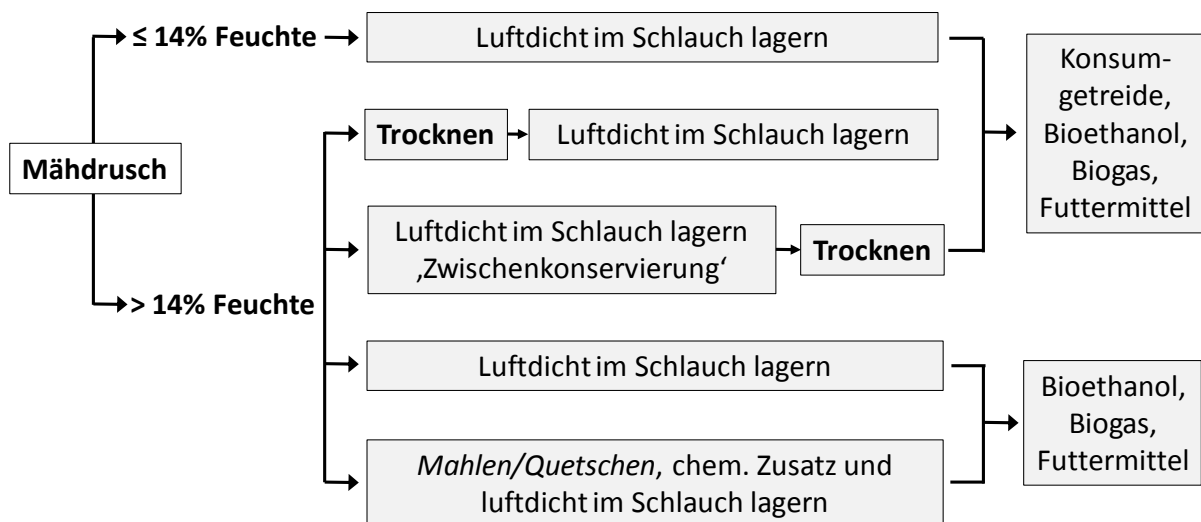 ≤ 14% Feuchte
Luftdicht im Schlauch lagern
Konsum-
getreide,
Bioethanol,
Biogas,
Futtermittel
Trocknen
Luftdicht im Schlauch lagern
Mähdrusch
Luftdicht im Schlauch lagern
‚Zwischenkonservierung‘
Trocknen
> 14% Feuchte
Luftdicht im Schlauch lagern
Bioethanol,
Biogas,
Futtermittel
Mahlen/Quetschen, chem. Zusatz und
luftdicht im Schlauch lagern